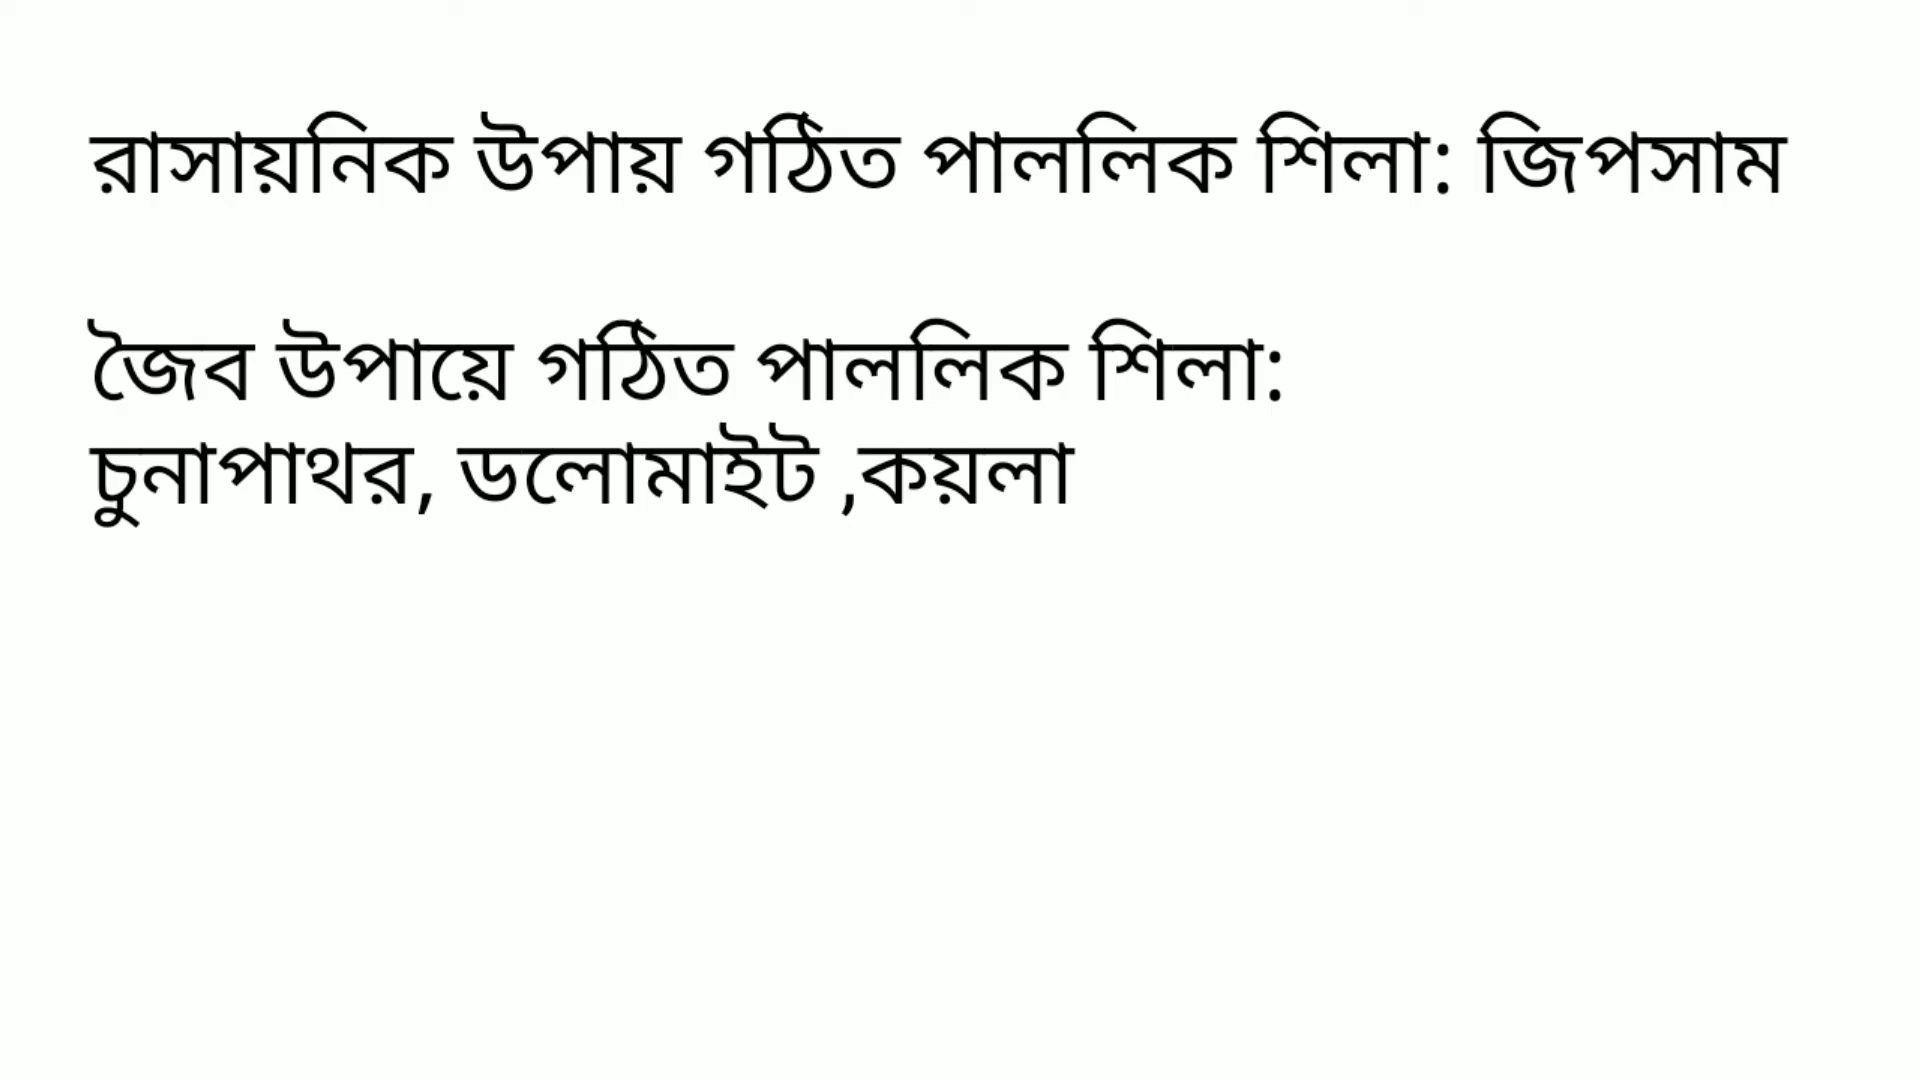 রাসায়নিক উপায় গঠিত পাললিক শিলা: জিপসাম
জৈব উপায়ে গঠিত পাললিক শিলা:
চুনাপাথর, ডলোমাইট ,কয়লা